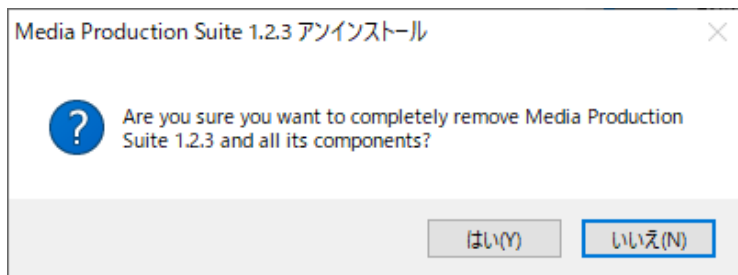 Media Production Suite 1.2.3 アンインストール
?
Are you sure you want to completely remove Media Production
Suite 1.2.3 and all its components?
はい(Y)
いいえ(N)